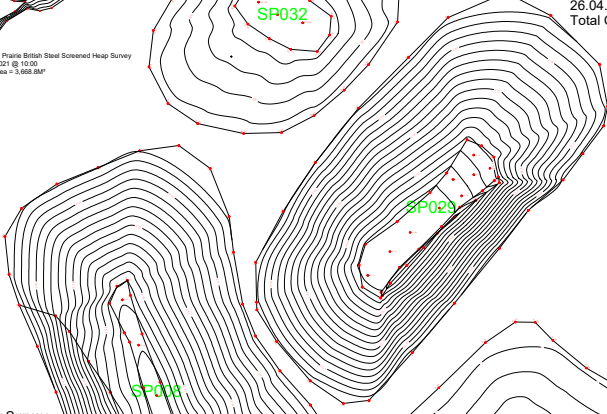 SP032
26.04.
Total
Prairie British Steel Screened Heap Survey
021 @ 10:00
ea = 3,668.8M²
SP029
SP008